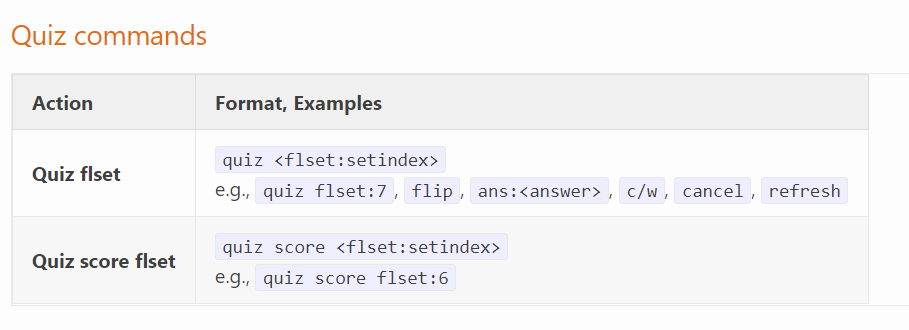 Quiz commands
Action Format, Examples
Quiz flset
quiz <flset:setindex>
e.g., quiz flset:7, flip, ans:<answer>, c/w, cancel, refresh
Quiz score flset
quiz score <flset:setindex>
e.g., quiz score flset:6